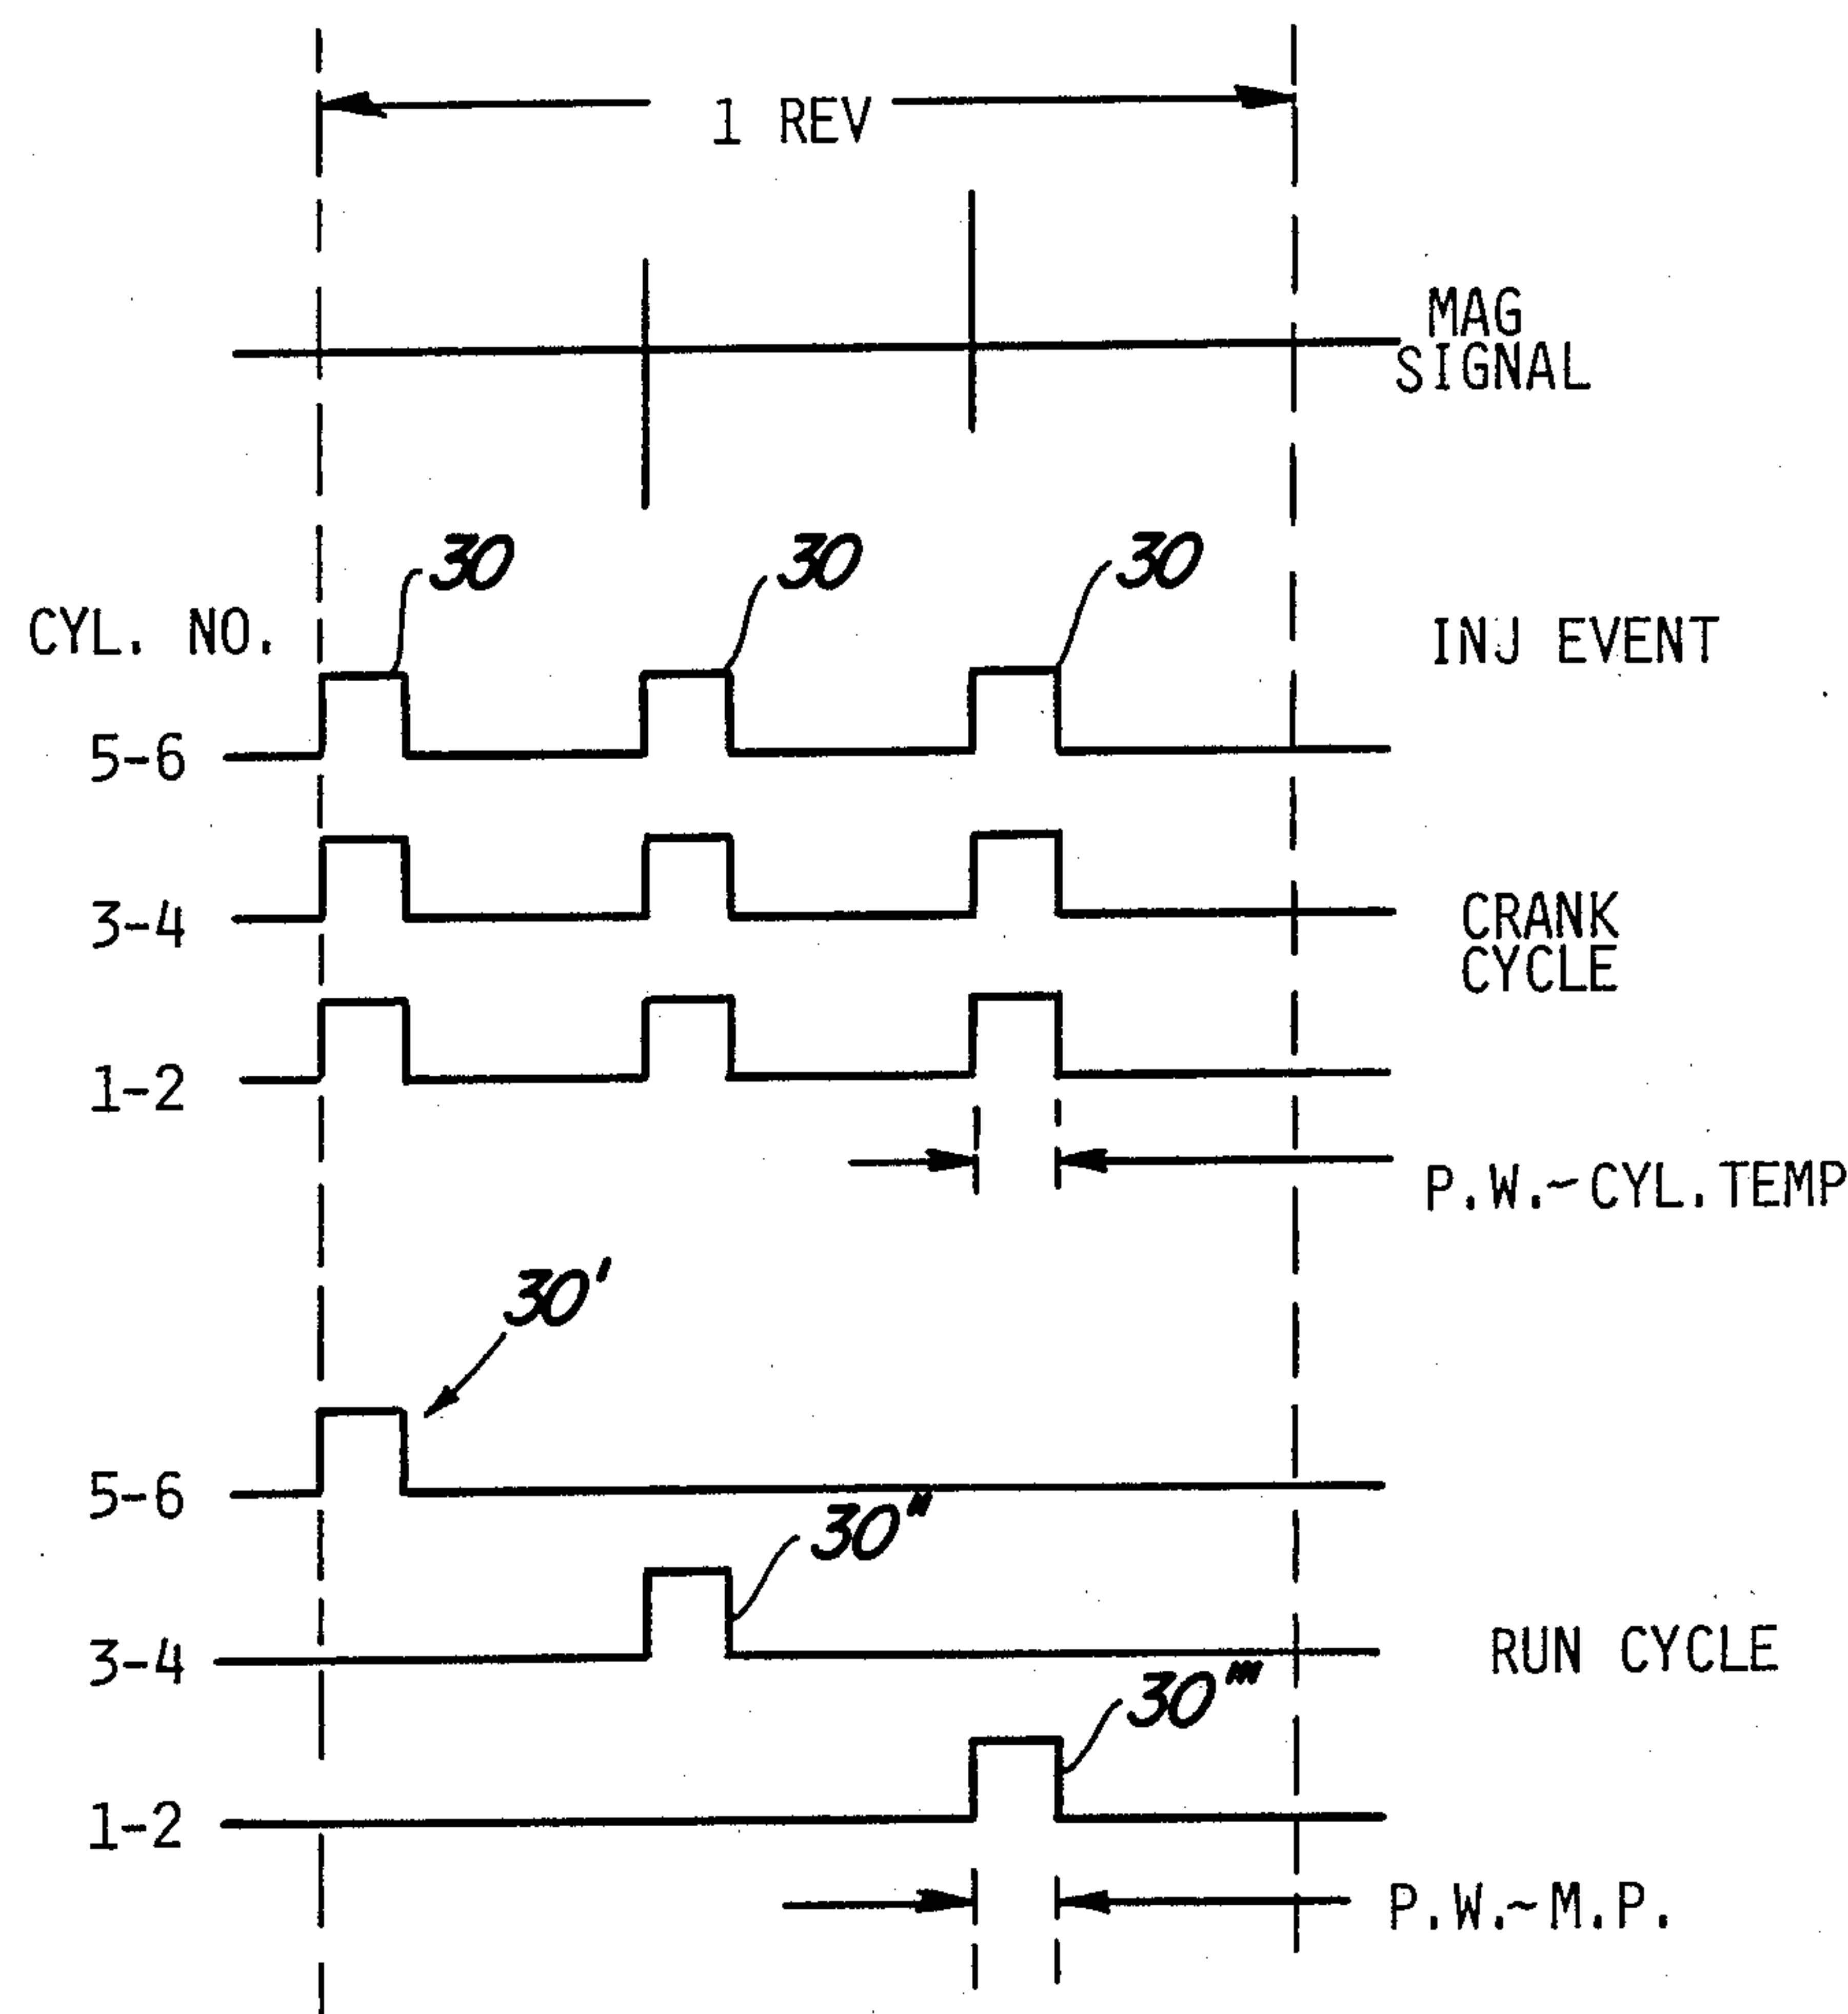 1 REV
MAG
SIGNAL
30 30 30
CYL. NO.
INJ EVENT
5-6
3-4
CRANK
CYCLE
1-2
P.W.~CYL.TEMP
30'
5-6
30"
3-4
RUN CYCLE
30'''
1-2
P.W.~M.P.